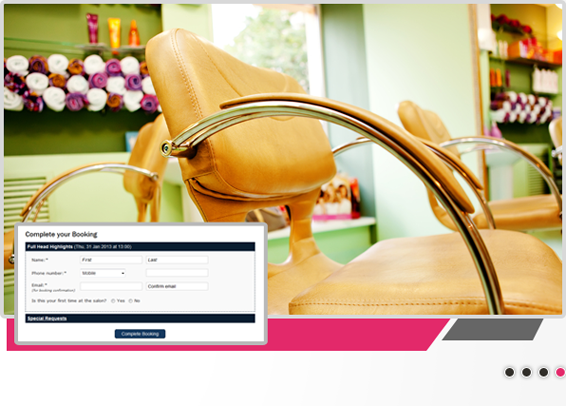 Complete your Booking
Full Head Highlights (Thu, 31 Jan 2013 at 13:00)
Name:* First Last
Phone number:* Mobile
Email:* Confirm email
(for booking confirmation)
Is this your first time at the salon? Yes No
Special Requests
Complete Booking